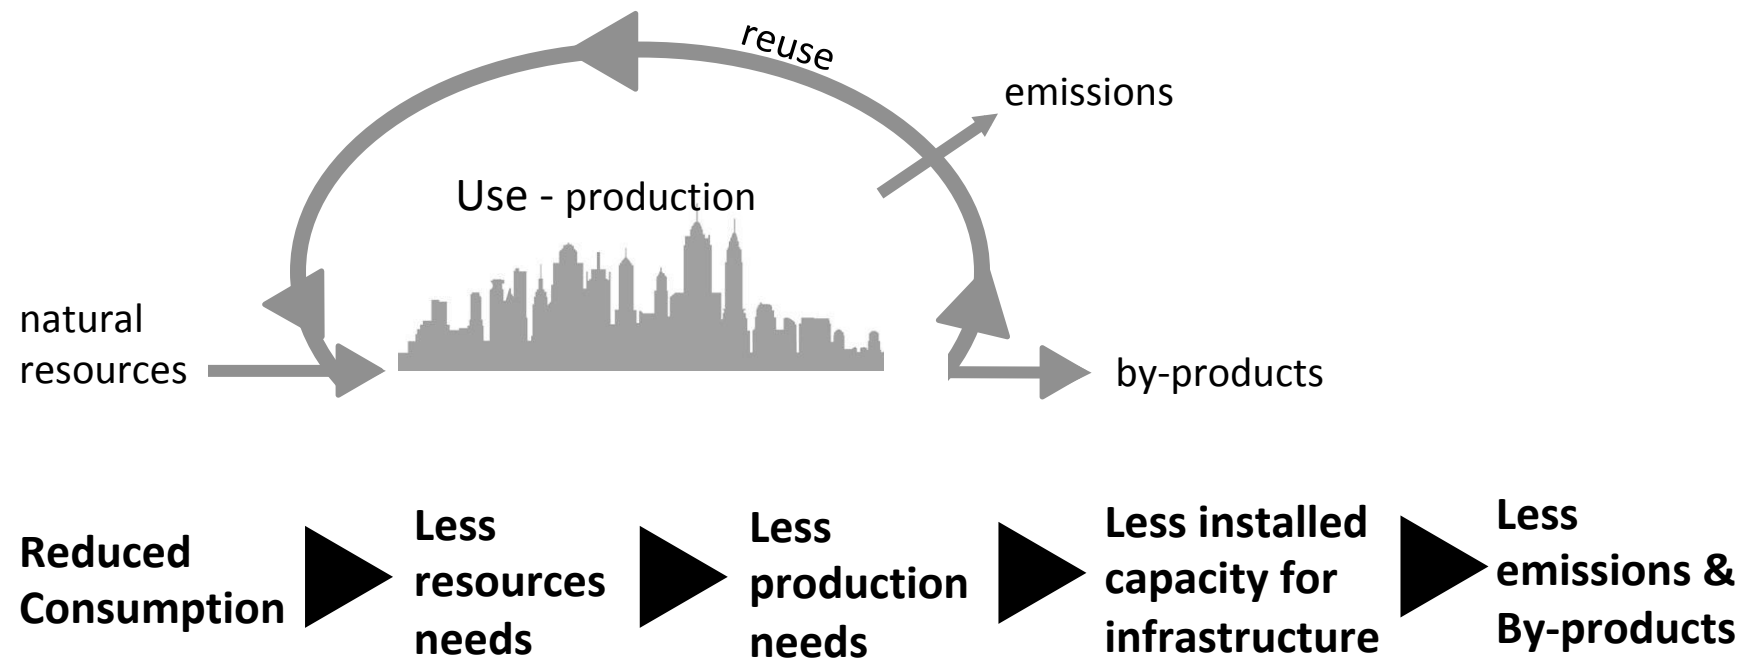 reuse
emissions
Use - production
natural
resources
by-products
Reduced
Consumption
Less
resources
needs
Less
production
needs
Less installed
capacity for
infrastructure
Less
emissions &
By-products